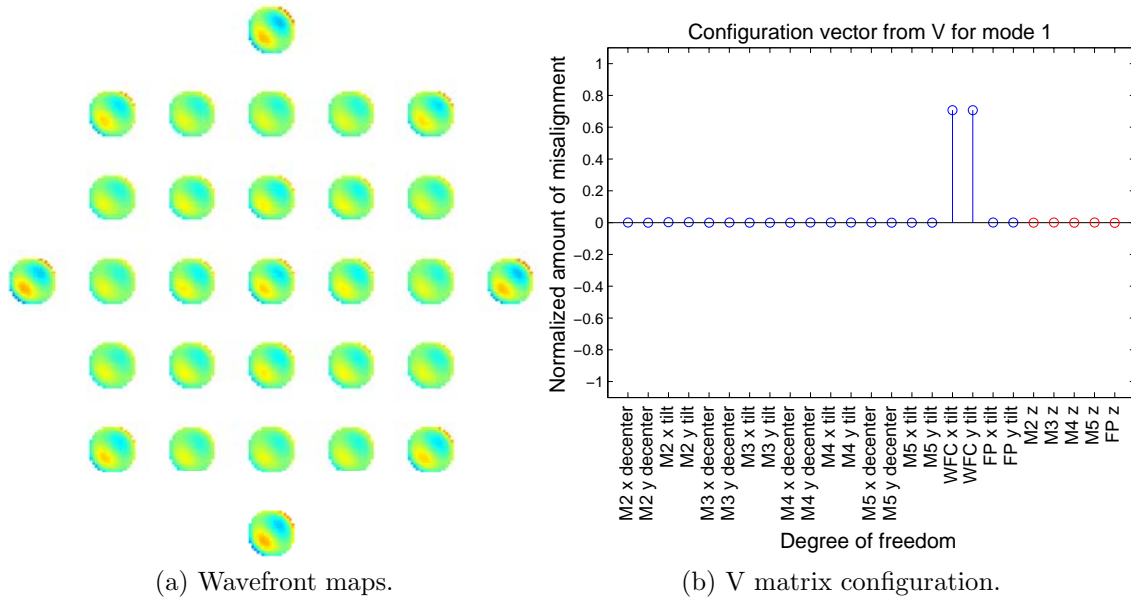 Configuration vector from V for mode 1
Normalized amount of misalignment
1
0.8
0.6
0.4
0.2
0
−0.2
−0.4
−0.6
−0.8
−1
M2 x decenter
M2 y decenter
M2 x tilt
M2 y tilt
M3 x decenter
M3 y decenter
M3 x tilt
M3 y tilt
M4 x decenter
M4 y decenter
M4 x tilt
M4 y tilt
M5 x decenter
M5 y decenter
M5 x tilt
M5 y tilt
WFC x tilt
WFC y tilt
FP x tilt
FP y tilt
M2 z
M3 z
M4 z
M5 z
FP z
Degree of freedom
(a) Wavefront maps.
(b) V matrix configuration.